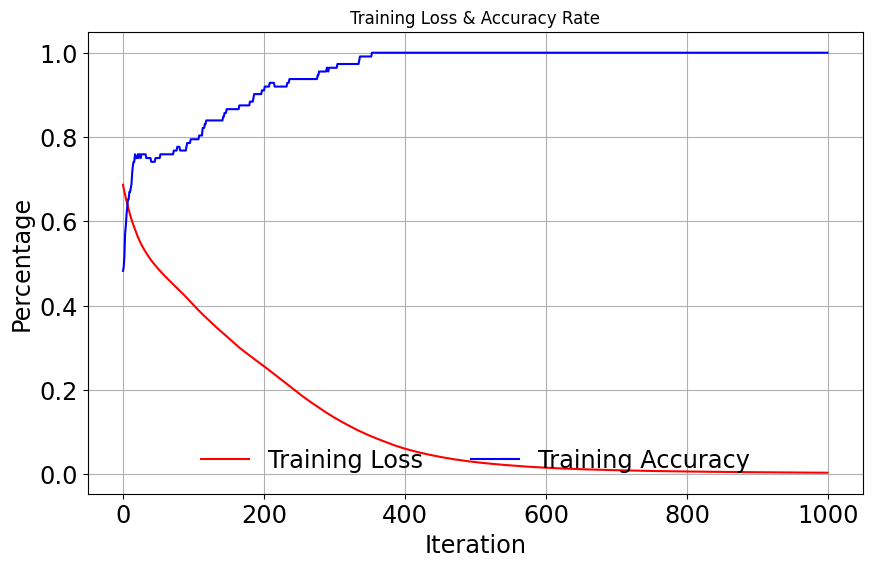 Training Loss & Accuracy Rate
1.0
0.8
0.6
0.4
0.2
0.0
Percentage
Training Loss
Training Accuracy
0 200 400 600 800 1000
Iteration